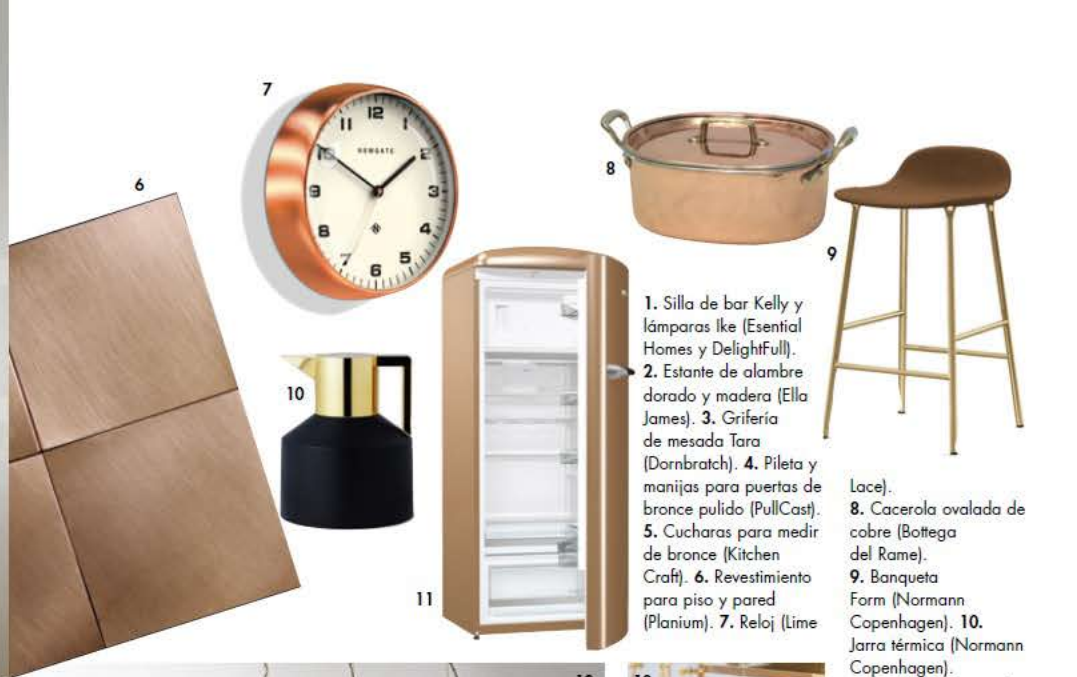 7
12
11
1
10
NEWGATE
2
9
3
8
4
7
5
6
6
8
9
10
11
1. Silla de bar Kelly y
lámparas Ike (Esential
Homes y DelightFull).
2. Estante de alambre
dorado y madera (Ella
James). 3. Grifería
de mesada Tara
(Dornbratch). 4. Pileta y
manijas para puertas de
bronce pulido (PullCast).
5. Cucharas para medir
de bronce (Kitchen
Craft). 6. Revestimiento
para piso y pared
(Planium). 7. Reloj (Lime
Lace).
8. Cacerola ovalada de
cobre (Bottega
del Rame).
9. Banqueta
Form (Normann
Copenhagen). 10.
Jarra térmica (Normann
Copenhagen).